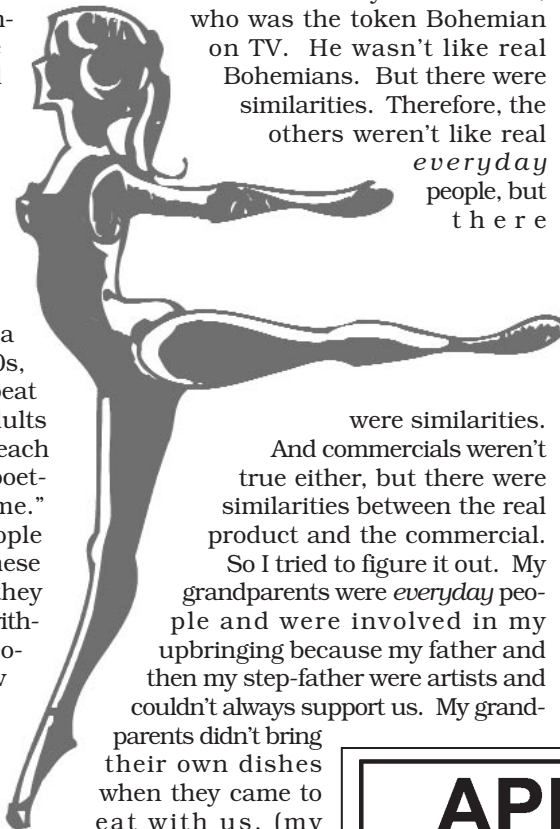 n-
a
0s,
beat
dults
each
poet-
me.”
ople
hese
they
ith-
o-
who was the token Bohemian
on TV. He wasn't like real
Bohemians. But there were
similarities. Therefore, the
others weren't like real
everyday
people, but
there
were similarities.
And commercials weren't
true either, but there were
similarities between the real
product and the commercial.
So I tried to figure it out. My
grandparents were everyday peo-
ple and were involved in my
upbringing because my father and
then my step-father were artists and
couldn't always support us. My grand-
parents didn't bring
their own dishes
when they came to
eat with us, (my